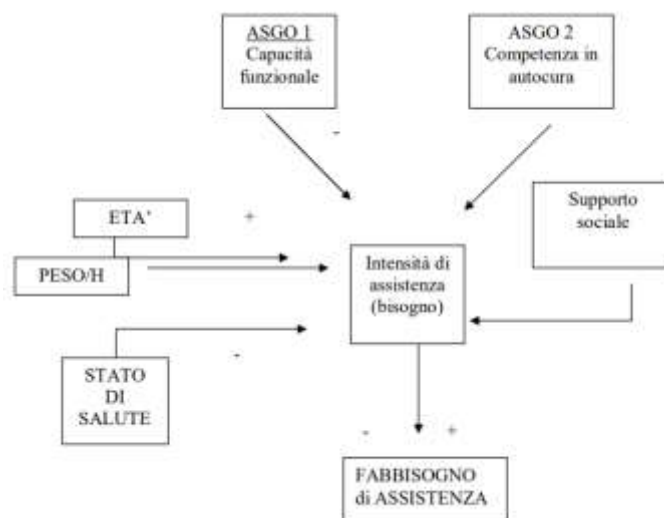 ASGO 1
Capacità
funzionale
ASGO 2
Competenza in
autocura
-
Supporto
sociale
ETA'
+
PESO/H
Intensità di
assistenza
(bisogno)
-
STATO
DI
SALUTE
- +
FABBISOGNO
di ASSISTENZA